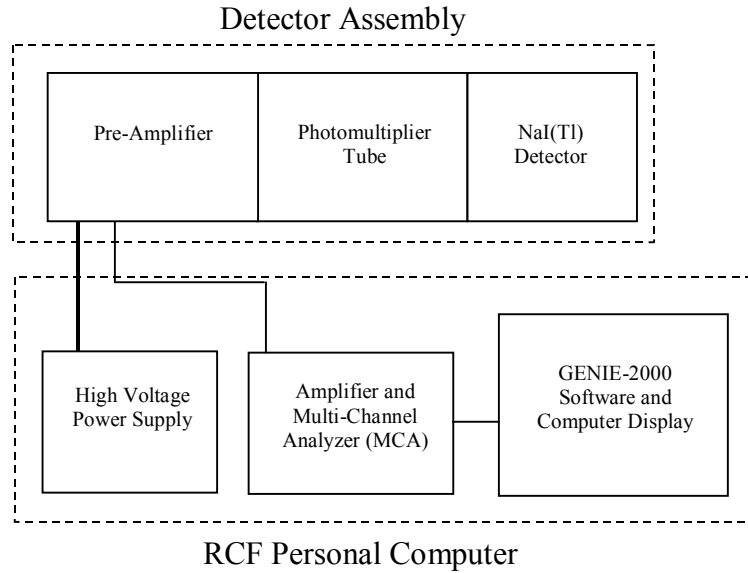 Detector Assembly
Pre-Amplifier
Photomultiplier
Tube
NaI(Tl)
Detector
High Voltage
Power Supply
Amplifier and
Multi-Channel
Analyzer (MCA)
GENIE-2000
Software and
Computer Display
RCF Personal Computer